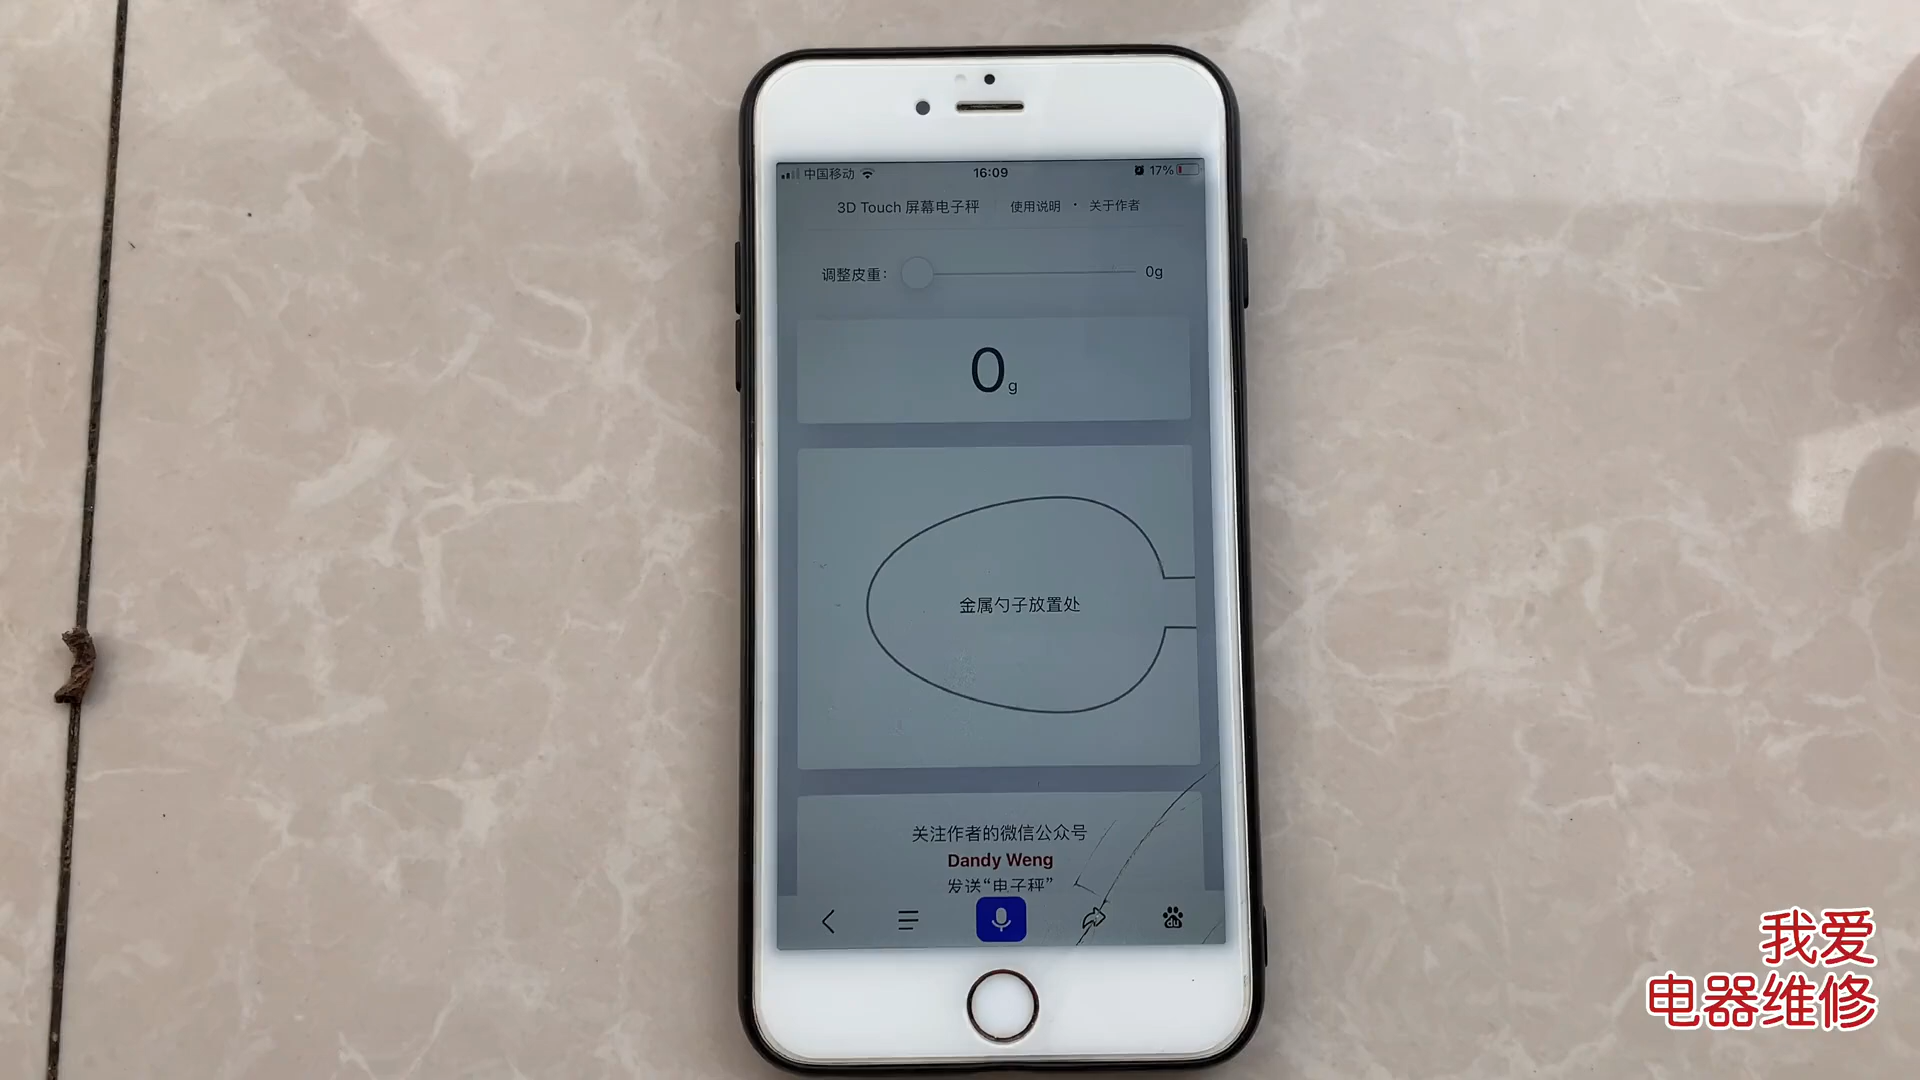 中国移动 16:09 17%
3D Touch 屏幕电子秤 使用说明 · 关于作者
调整皮重: 0g
0g
金属勺子放置处
关注作者的微信公众号
Dandy Weng
发送“电子秤”
du
我爱
电器维修